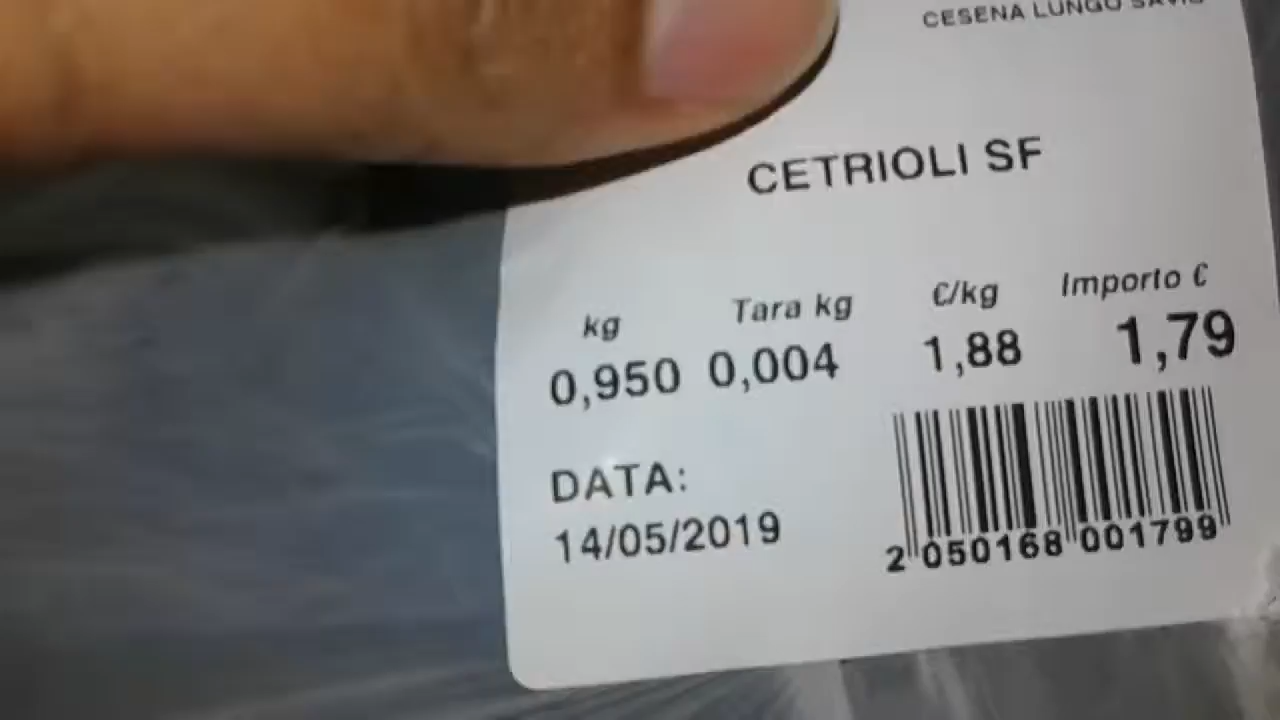 CESENA LUNGO SAVIO
CETRIOLI SF
kg Tara kg €/kg Importo €
0,950 0,004 1,88 1,79
DATA:
14/05/2019
2 050168 001799